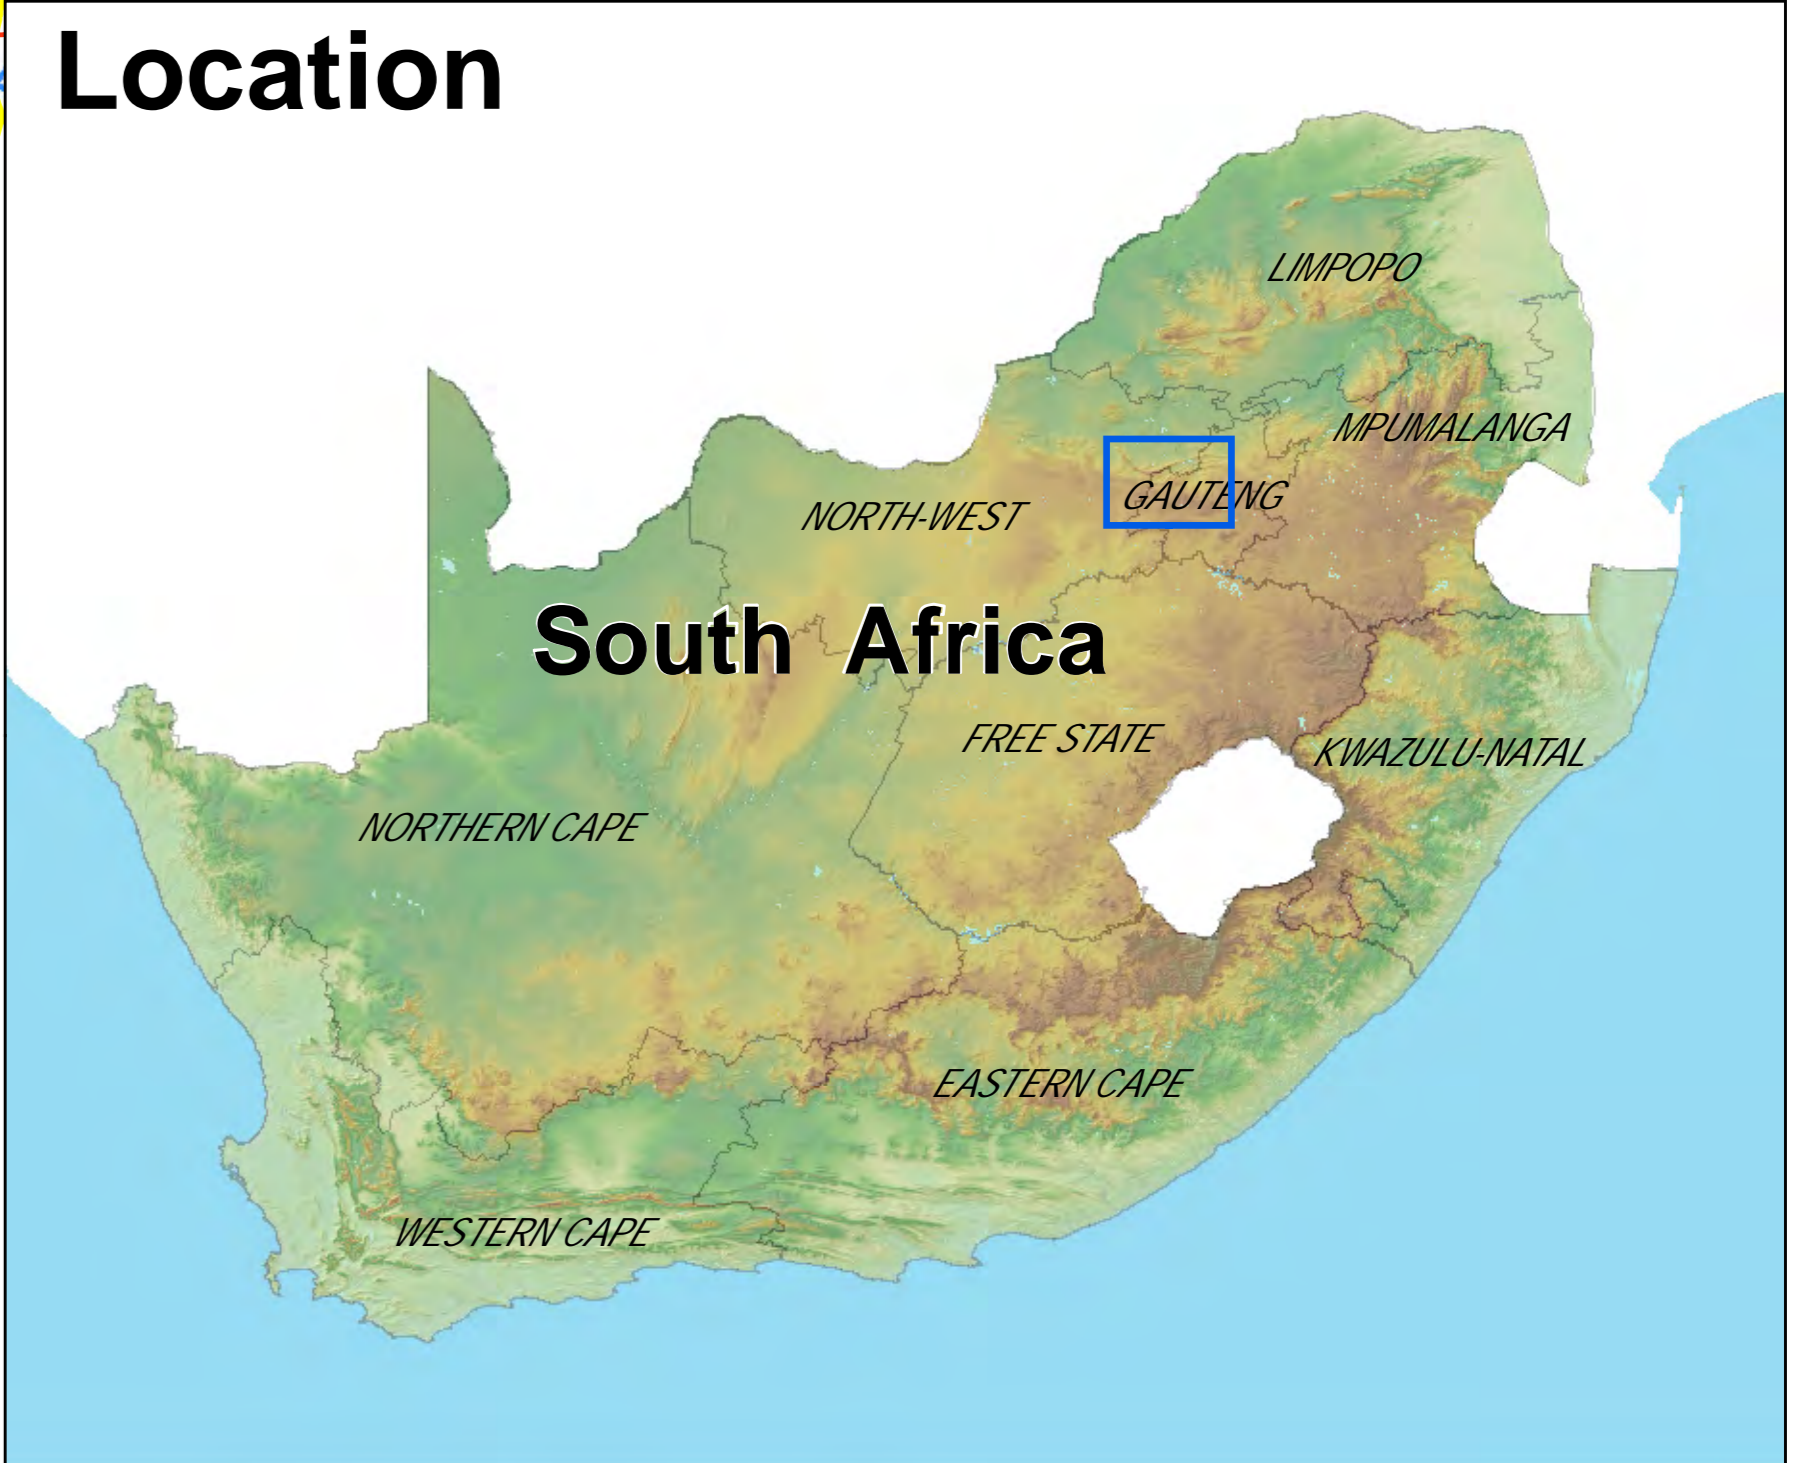 Location
LIMPOPO
MPUMALANGA
GAUTENG
NORTH-WEST
South Africa
FREE STATE
KWAZULU-NATAL
NORTHERN CAPE
EASTERN CAPE
WESTERN CAPE